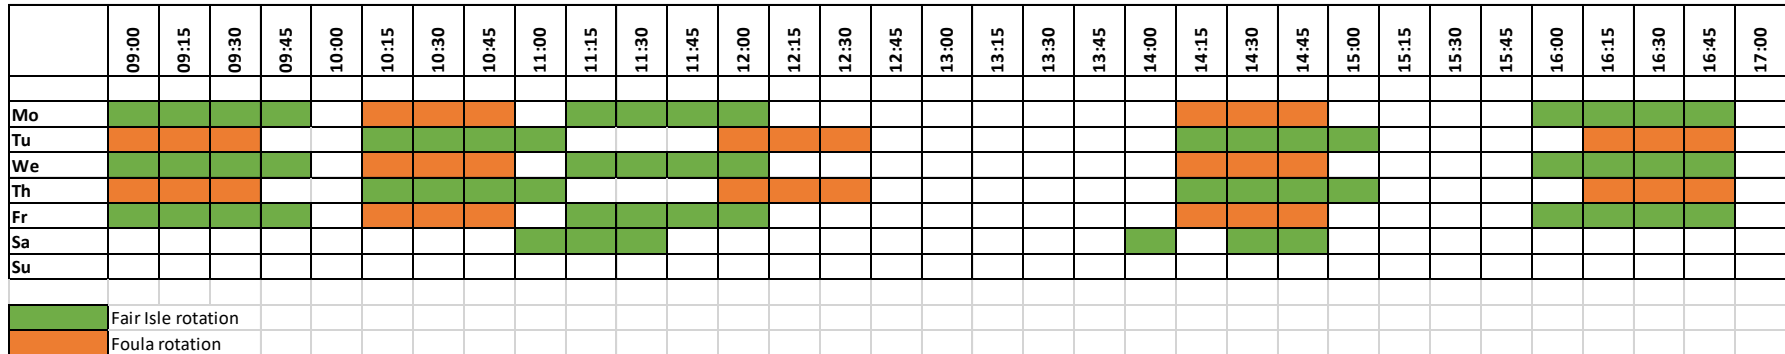 09:00 09:15 09:30 09:45 10:00 10:15 10:30 10:45 11:00 11:15 11:30 11:45 12:00 12:15 12:30 12:45 13:00 13:15 13:30 13:45 14:00 14:15 14:30 14:45 15:00 15:15 15:30 15:45 16:00 16:15 16:30 16:45 17:00
Mo
Tu
We
Th
Fr
Sa
Su
Fair Isle rotation
Foula rotation